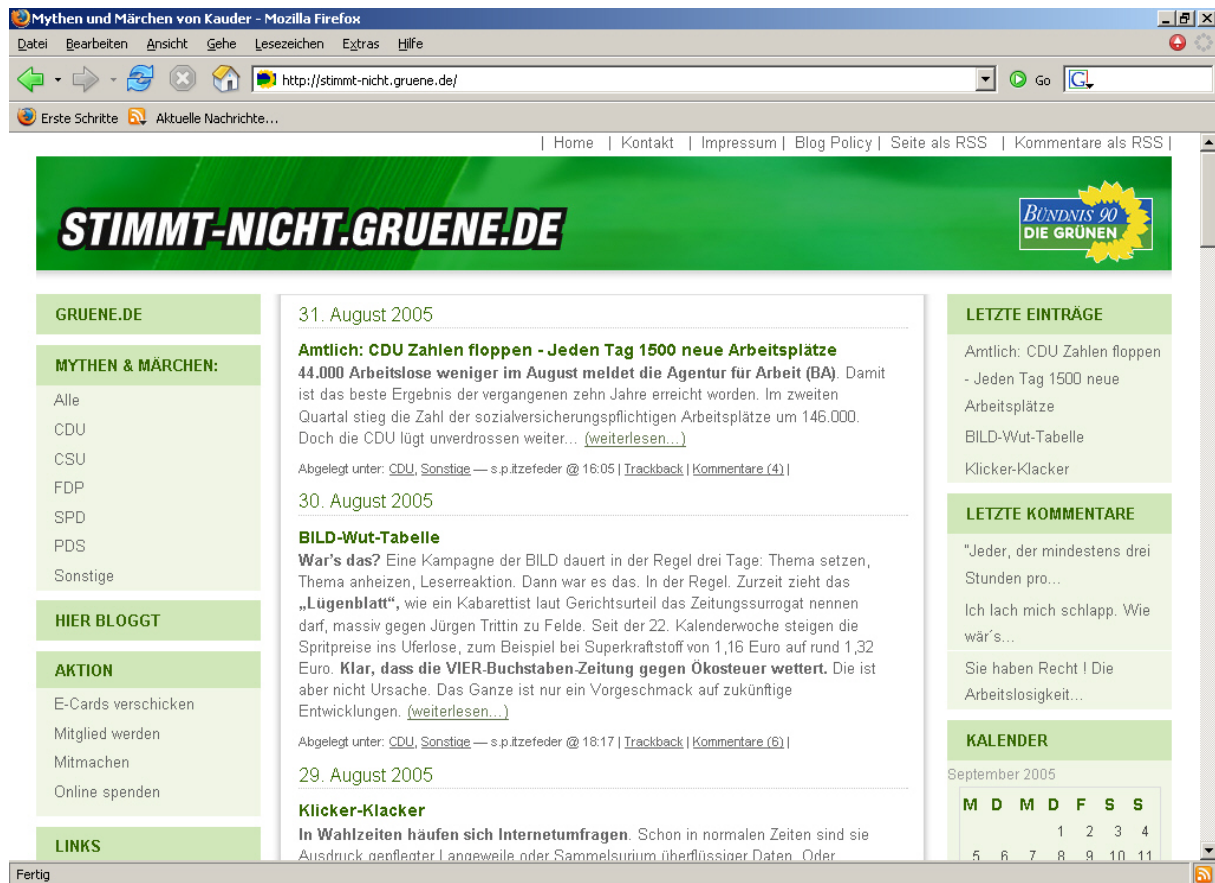 Mythen und Märchen von Kauder - Mozilla Firefox
Datei Bearbeiten Ansicht Gehe Lesezeichen Extras Hilfe
http://stimmt-nicht.gruene.de/
Go
G
Erste Schritte Aktuelle Nachrichte...
| Home | Kontakt | Impressum | Blog Policy | Seite als RSS | Kommentare als RSS |
STIMMT-NICHT.GRUENE.DE
BÜNDNIS 90
DIE GRÜNEN
GRUENE.DE
MYTHEN & MÄRCHEN:
Alle
CDU
CSU
FDP
SPD
PDS
Sonstige
HIER BLOGGT
AKTION
E-Cards verschicken
Mitglied werden
Mitmachen
Online spenden
LINKS
31. August 2005
Amtlich: CDU Zahlen floppen - Jeden Tag 1500 neue Arbeitsplätze
44.000 Arbeitslose weniger im August meldet die Agentur für Arbeit (BA). Damit
ist das beste Ergebnis der vergangenen zehn Jahre erreicht worden. Im zweiten
Quartal stieg die Zahl der sozialversicherungspflichtigen Arbeitsplätze um 146.000.
Doch die CDU lügt unverdrossen weiter... (weiterlesen...)
Abgelegt unter: CDU, Sonstige — s.p.itzefeder @ 16:05 | Trackback | Kommentare (4) |
30. August 2005
BILD-Wut-Tabelle
War's das? Eine Kampagne der BILD dauert in der Regel drei Tage: Thema setzen,
Thema anheizen, Leserreaktion. Dann war es das. In der Regel. Zurzeit zieht das
„Lügenblatt“, wie ein Kabarettist laut Gerichtsurteil das Zeitungssurrogat nennen
darf, massiv gegen Jürgen Trittin zu Felde. Seit der 22. Kalenderwoche steigen die
Spritpreise ins Uferlose, zum Beispiel bei Superkraftstoff von 1,16 Euro auf rund 1,32
Euro. Klar, dass die VIER-Buchstaben-Zeitung gegen Ökosteuer wettert. Die ist
aber nicht Ursache. Das Ganze ist nur ein Vorgeschmack auf zukünftige
Entwicklungen. (weiterlesen...)
Abgelegt unter: CDU, Sonstige — s.p.itzefeder @ 18:17 | Trackback | Kommentare (6) |
29. August 2005
Klicker-Klacker
In Wahlzeiten häufen sich Internetumfragen. Schon in normalen Zeiten sind sie
Ausdruck gepflegter Langeweile oder Sammelsurium überflüssiger Daten. Oder
LETZTE EINTRÄGE
Amtlich: CDU Zahlen floppen
- Jeden Tag 1500 neue
Arbeitsplätze
BILD-Wut-Tabelle
Klicker-Klacker
LETZTE KOMMENTARE
"Jeder, der mindestens drei
Stunden pro...
Ich lach mich schlapp. Wie
wär´s...
Sie haben Recht ! Die
Arbeitslosigkeit...
KALENDER
September 2005
M D M D F S S
1 2 3 4
5 6 7 8 9 10 11
Fertig